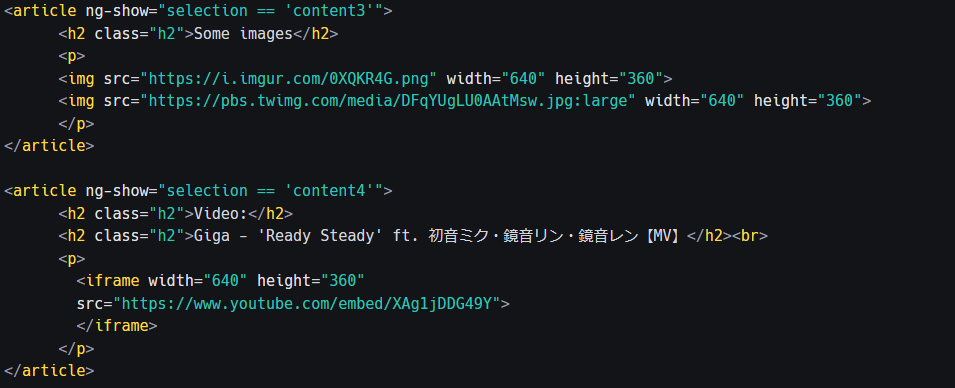 <article ng-show="selection == 'content3'">
<h2 class="h2">Some images</h2>
<p>
<img src="https://i.imgur.com/0XQKR4G.png" width="640" height="360">
<img src="https://pbs.twimg.com/media/DFqYUgLU0AAtMsw.jpg:large" width="640" height="360">
</p>
</article>
<article ng-show="selection == 'content4'">
<h2 class="h2">Video:</h2>
<h2 class="h2">Giga - 'Ready Steady' ft. 初音ミク・鏡音リン・鏡音レン【MV】</h2><br>
<p>
<iframe width="640" height="360"
src="https://www.youtube.com/embed/XAg1jDDG49Y">
</iframe>
</p>
</article>